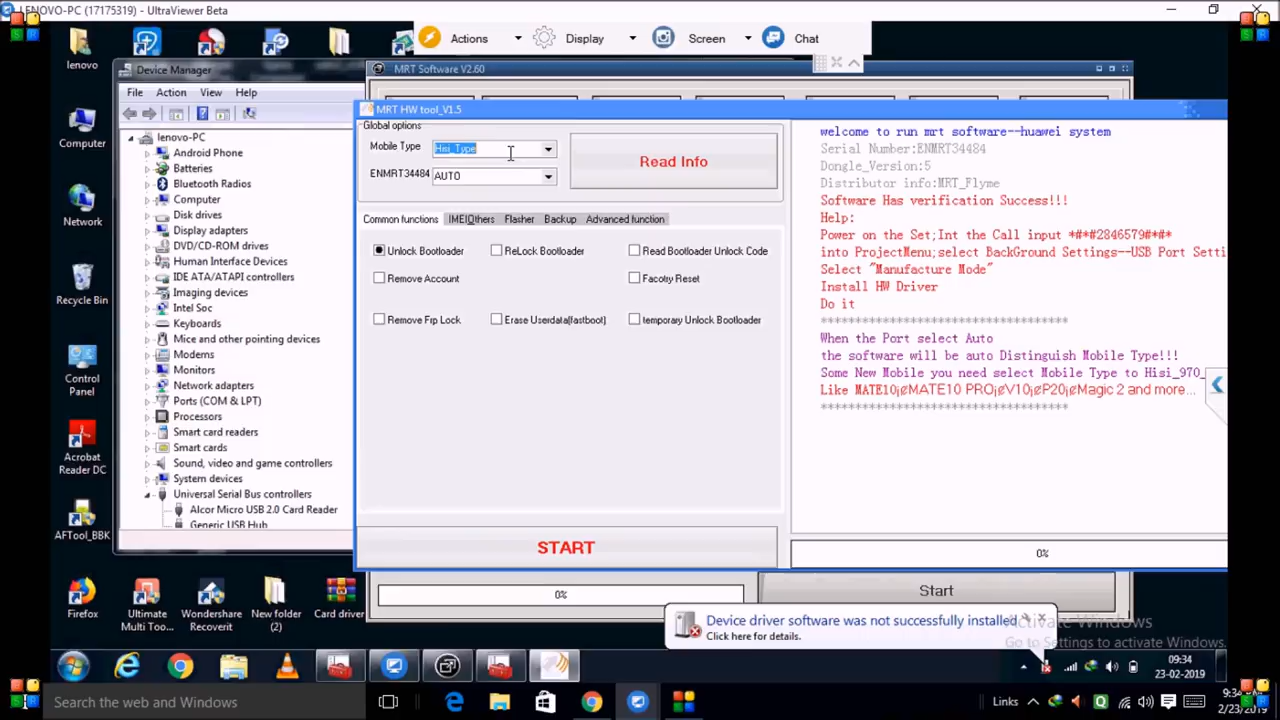 LENOVO-PC (17175319) - UltraViewer Beta
Actions
Display
Screen
Chat
lenovo
Computer
Network
Recycle Bin
Control
Panel
Acrobat
Reader DC
AFTool_BBK
Firefox
Ultimate
Multi Too...
Wondershare
Recoverit
New folder
(2)
Card driver
Device Manager
File Action View Help
lenovo-PC
Android Phone
Batteries
Bluetooth Radios
Computer
Disk drives
Display adapters
DVD/CD-ROM drives
Human Interface Devices
IDE ATA/ATAPI controllers
Imaging devices
Intel Soc
Keyboards
Mice and other pointing devices
Modems
Monitors
Network adapters
Ports (COM & LPT)
Processors
Smart card readers
Smart cards
Sound, video and game controllers
System devices
Universal Serial Bus controllers
Alcor Micro USB 2.0 Card Reader
Generic USB Hub
MRT Software V2.60
MRT HW tool_V1.5
Global options
Mobile Type Hisi_Type
ENMRT34484 AUTO
Read Info
Common functions IMEIOthers Flasher Backup Advanced function
Unlock Bootloader ReLock Bootloader Read Bootloader Unlock Code
Remove Account Facotiy Reset
Remove Frp Lock Erase Userdata(fastboot) temporary Unlock Bootloader
START
welcome to run mrt software--huawei system
Serial Number:ENMRT34484
Dongle_Version:5
Distributor info:MRT_Flyme
Software Has verification Success!!!
Help:
Power on the Set;Int the Call input *#*#2846579#*#*
into ProjectMenu;select BackGround Settings--USB Port Setti
Select "Manufacture Mode"
Install HW Driver
Do it
************************************
When the Port select Auto
the software will be auto Distinguish Mobile Type!!!
Some New Mobile you need select Mobile Type to Hisi_970_
Like MATE10¡¢MATE10 PRO¡¢V10¡¢P20¡¢Magic 2 and more...
************************************
0%
0%
Start
Device driver software was not successfully installed
Click here for details.
Activate Windows
Go to Settings to activate Windows.
09:34
23-02-2019
Search the web and Windows
Links
2/23/2019